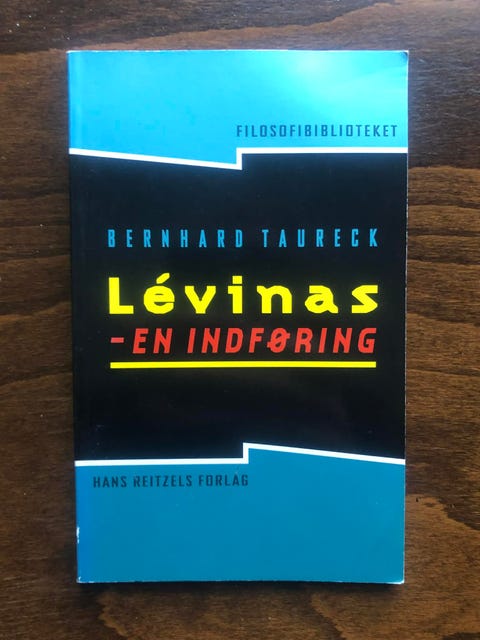 FILOSOFIBIBLIOTEKET
BERNHARD TAURECK
Lévinas
-EN INDFØRING
HANS REITZELS FORLAG